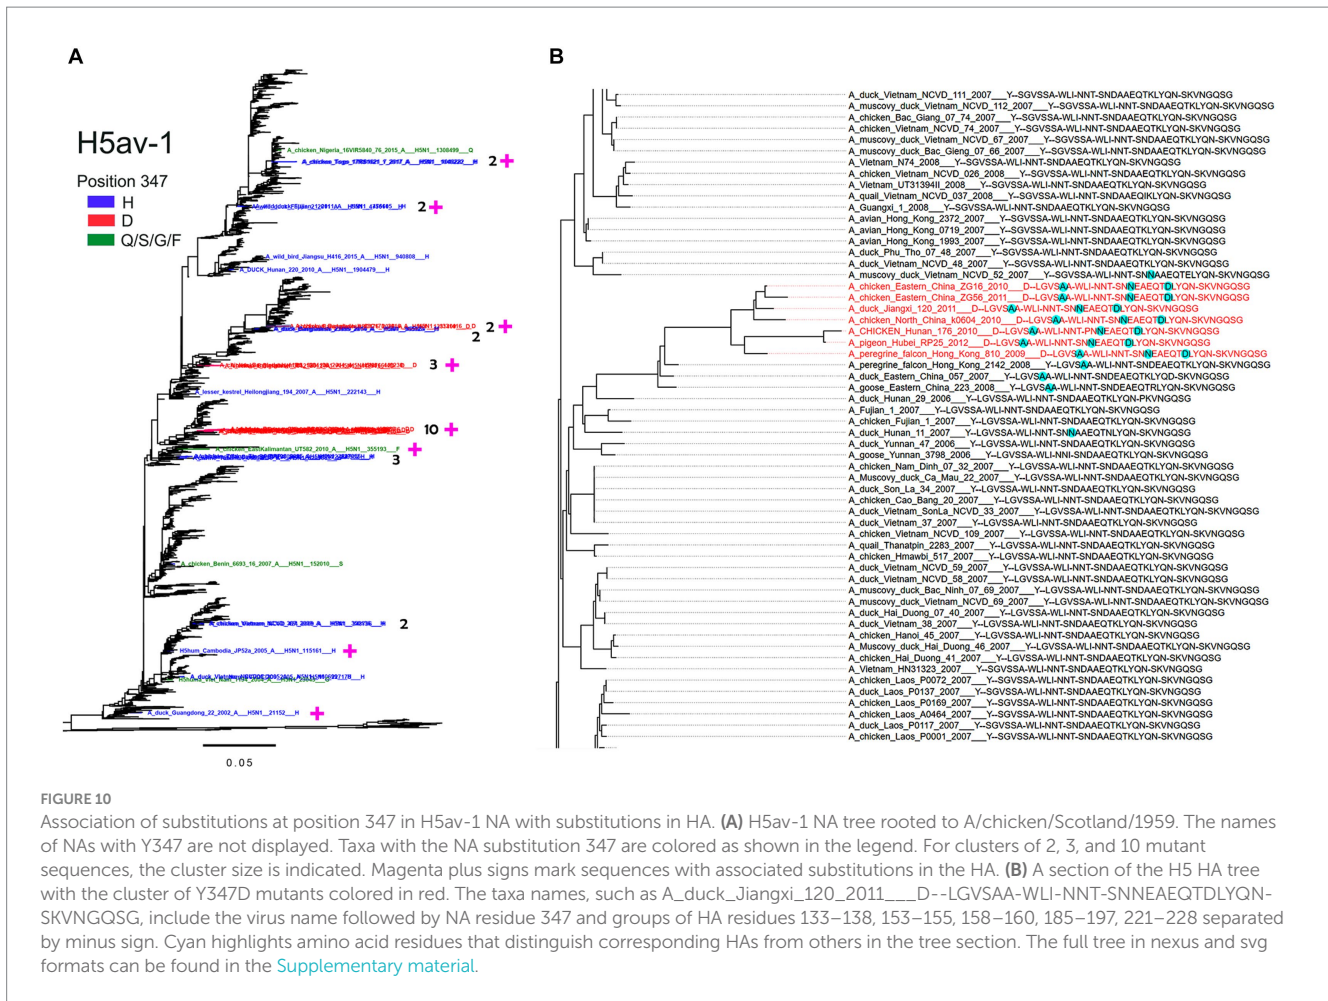 A
B
H5av-1
Position 347
H
D
Q/S/G/F
A_chicken_Nigeria_16VIR5840_76_2015_A___H5N1__1308499___Q
2 +
2 +
A_wild_bird_Jiangsu_H416_2015_A___H5N1__940808___H
A_DUCK_Hunan_220_2010_A___H5N1__1904479___H
2 +
2
3 +
A_lesser_kestrel_Heilongjiang_194_2007_A___H5N1__222143___H
10 +
A_chicken_EastKalimantan_UT582_2010_A___H5N1__355193___F
+
3
A_chicken_Benin_6693_16_2007_A___H5N1__152010___S
2
H5hum_Cambodia_JP52a_2005_A___H5N1_115161___H
+
A_duck_Guangdong_22_2002_A___H5N1__21152___H
+
0.05
A_duck_Vietnam_NCVD_111_2007___Y--SGVSSA-WLI-NNT-SNDAAEQTKLYQN-SKVNGQSG
A_muscovy_duck_Vietnam_NCVD_112_2007___Y--SGVSSA-WLI-NNT-SNDAAEQTKLYQN-SKVNGQSG
A_chicken_Bac_Giang_07_74_2007___Y--SGVSSA-WLI-NNT-SNDAAEQTKLYQN-SKVNGQSG
A_chicken_Vietnam_NCVD_74_2007___Y--SGVSSA-WLI-NNT-SNDAAEQTKLYQN-SKVNGQSG
A_muscovy_duck_Vietnam_NCVD_67_2007___Y--SGVSSA-WLI-NNT-SNDAAEQTKLYQN-SKVNGQSG
A_muscovy_duck_Bac_Gieng_07_66_2007___Y--SGVSSA-WLI-NNT-SNDAAEQTKLYQN-SKVNGQSG
A_Vietnam_N74_2008___Y--SGVSSA-WLI-NNT-SNDAAEQTKLYQN-SKVNGQSG
A_chicken_Vietnam_NCVD_026_2008___Y--SGVSSA-WLI-NNT-SNDAAEQTKLYQN-SKVNGQSG
A_Vietnam_UT31394II_2008___Y--SGVSSA-WLI-NNT-SNDAAEQTKLYQN-SKVNGQSG
A_quail_Vietnam_NCVD_037_2008___Y--SGVSSA-WLI-NNT-SNDAAEQTKLYQN-SKVNGQSG
A_Guangxi_1_2008___Y--SGVSSA-WLI-NNT-SNDAAEQTKLYQN-SKVNGQSG
A_avian_Hong_Kong_2372_2007___Y--SGVSSA-WLI-NNT-SNDAAEQTKLYQN-SKVNGQSG
A_avian_Hong_Kong_0719_2007___Y--SGVSSA-WLI-NNT-SNDAAEQTKLYQN-SKVNGQSG
A_avian_Hong_Kong_1993_2007___Y--SGVSSA-WLI-NNT-SNDAAEQTKLYQN-SKVNGQSG
A_duck_Phu_Tho_07_48_2007___Y--SGVSSA-WLI-NNT-SNDAAEQTKLYQN-SKVNGQSG
A_duck_Vietnam_NCVD_48_2007___Y--SGVSSA-WLI-NNT-SNDAAEQTKLYQN-SKVNGQSG
A_muscovy_duck_Vietnam_NCVD_52_2007___Y--SGVSSA-WLI-NNT-SNNAAEQTELYQN-SKVNGQSG
A_chicken_Eastern_China_ZG16_2010___D--LGVSAA-WLI-NNT-SNNEAEQTDLYQN-SKVNGQSG
A_chicken_Eastern_China_ZG56_2011___D--LGVSAA-WLI-NNT-SNNEAEQTDLYQN-SKVNGQSG
A_duck_Jiangxi_120_2011___D--LGVSAA-WLI-NNT-SNNEAEQTDLYQN-SKVNGQSG
A_chicken_North_China_k0604_2010___D--LGVSAA-WLI-NNT-SNNEAEQTDLYQN-SKVNGQSG
A_CHICKEN_Hunan_176_2010___D--LGVSAA-WLI-NNT-PNNEAEQTDLYQN-SKVNGQSG
A_pigeon_Hubei_RP25_2012___D--LGVSAA-WLI-NNT-SNNEAEQTDLYQN-SKVNGQSG
A_peregrine_falcon_Hong_Kong_810_2009___D--LGVSAA-WLI-NNT-SNNEAEQTDLYQN-SKVNGQSG
A_peregrine_falcon_Hong_Kong_2142_2008___Y--LGVSAA-WLI-NNT-SNDEAEQTKLYQN-SKVNGQSG
A_duck_Eastern_China_057_2007___Y--LGVSAA-WLI-NNT-SNDEAEQTKLYQD-SKVNGQSG
A_goose_Eastern_China_223_2008___Y--LGVSAA-WLI-NNT-SNDEAEQTRLYQN-SKVNGQSG
A_duck_Hunan_29_2006___Y--LGVSSA-WLI-NNT-SNDAAEQTKLYQN-PKVNGQSG
A_Fujian_1_2007___Y--LGVSSA-WLI-NNT-SNDAAEQTKLYQN-SKVNGQSG
A_chicken_Fujian_1_2007___Y--LGVSSA-WLI-NNT-SNDAAEQTKLYQN-SKVNGQSG
A_duck_Hunan_11_2007___Y--LGVSSA-WLI-NNT-SNNAAEQTNLYQN-SKVNGQSG
A_duck_Yunnan_47_2006___Y--LGVSSA-WLI-NNT-SNDAAEQTKLYQN-SKVNGQSG
A_goose_Yunnan_3798_2006___Y--LGVSSA-WLI-NNI-SNDAAEQTKLYQN-SKVNGQSG
A_chicken_Nam_Dinh_07_32_2007___Y--LGVSSA-WLI-NNT-SNDAAEQTKLYQN-SKVNGQSG
A_Muscovy_duck_Ca_Mau_22_2007___Y--LGVSSA-WLI-NNT-SNDAAEQTKLYQN-SKVNGQSG
A_duck_Son_La_34_2007___Y--LGVSSA-WLI-NNT-SNDAAEQTKLYQN-SKVNGQSG
A_chicken_Cao_Bang_20_2007___Y--LGVSSA-WLI-NNT-SNDAAEQTKLYQN-SKVNGQSG
A_duck_Vietnam_SonLa_NCVD_33_2007___Y--LGVSSA-WLI-NNT-SNDAAEQTKLYQN-SKVNGQSG
A_duck_Vietnam_37_2007___Y--LGVSSA-WLI-NNT-SNDAAEQTKLYQN-SKVNGQSG
A_chicken_Vietnam_NCVD_109_2007___Y--LGVSSA-WLI-NNT-SNDAAEQTKLYQN-SKVNGQSG
A_quail_Thanatpin_2283_2007___Y--LGVSSA-WLI-NNT-SNDAAEQTKLYQN-SKVNGQSG
A_chicken_Hmawbi_517_2007___Y--LGVSSA-WLI-NNT-SNDAAEQTKLYQN-SKVNGQSG
A_duck_Vietnam_NCVD_59_2007___Y--LGVSSA-WLI-NNT-SNDAAEQTKLYQN-SKVNGQSG
A_duck_Vietnam_NCVD_58_2007___Y--LGVSSA-WLI-NNT-SNDAAEQTKLYQN-SKVNGQSG
A_muscovy_duck_Bac_Ninh_07_69_2007___Y--LGVSSA-WLI-NNT-SNDAAEQTKLYQN-SKVNGQSG
A_muscovy_duck_Vietnam_NCVD_69_2007___Y--LGVSSA-WLI-NNT-SNDAAEQTKLYQN-SKVNGQSG
A_duck_Hai_Duong_07_40_2007___Y--LGVSSA-WLI-NNT-SNDAAEQTKLYQN-SKVNGQSG
A_duck_Vietnam_38_2007___Y--LGVSSA-WLI-NNT-SNDAAEQTKLYQN-SKVNGQSG
A_chicken_Hanoi_45_2007___Y--LGVSSA-WLI-NNT-SNDAAEQTKLYQN-SKVNGQSG
A_Muscovy_duck_Hai_Duong_46_2007___Y--LGVSSA-WLI-NNT-SNDAAEQTKLYQN-SKVNGQSG
A_chicken_Hai_Duong_41_2007___Y--LGVSSA-WLI-NNT-SNDAAEQTKLYQN-SKVNGQSG
A_Vietnam_HN31323_2007___Y--LGVSSA-WLI-NNT-SNDAAEQTKLYQN-SKVNGQSG
A_chicken_Laos_P0072_2007___Y--SGVSSA-WLI-NNT-SNDAAEQTKLYQN-SKVNGQSG
A_duck_Laos_P0137_2007___Y--SGVSSA-WLI-NNT-SNDAAEQTKLYQN-SKVNGQSG
A_chicken_Laos_P0169_2007___Y--SGVSSA-WLI-NNT-SNDAAEQTKLYQN-SKVNGQSG
A_chicken_Laos_A0464_2007___Y--SGVSSA-WLI-NNT-SNDAAEQTKLYQN-SKVNGQSG
A_duck_Laos_P0117_2007___Y--SGVSSA-WLI-NNT-SNDAAEQTKLYQN-SKVNGQSG
A_chicken_Laos_P0001_2007___Y--SGVSSA-WLI-NNT-SNDAAEQTKLYQN-SKVNGQSG
FIGURE 10
Association of substitutions at position 347 in H5av-1 NA with substitutions in HA. (A) H5av-1 NA tree rooted to A/chicken/Scotland/1959. The names
of NAs with Y347 are not displayed. Taxa with the NA substitution 347 are colored as shown in the legend. For clusters of 2, 3, and 10 mutant
sequences, the cluster size is indicated. Magenta plus signs mark sequences with associated substitutions in the HA. (B) A section of the H5 HA tree
with the cluster of Y347D mutants colored in red. The taxa names, such as A_duck_Jiangxi_120_2011___D--LGVSAA-WLI-NNT-SNNEAEQTDLYQN-
SKVNGQSG, include the virus name followed by NA residue 347 and groups of HA residues 133–138, 153–155, 158–160, 185–197, 221–228 separated
by minus sign. Cyan highlights amino acid residues that distinguish corresponding HAs from others in the tree section. The full tree in nexus and svg
formats can be found in the Supplementary material.